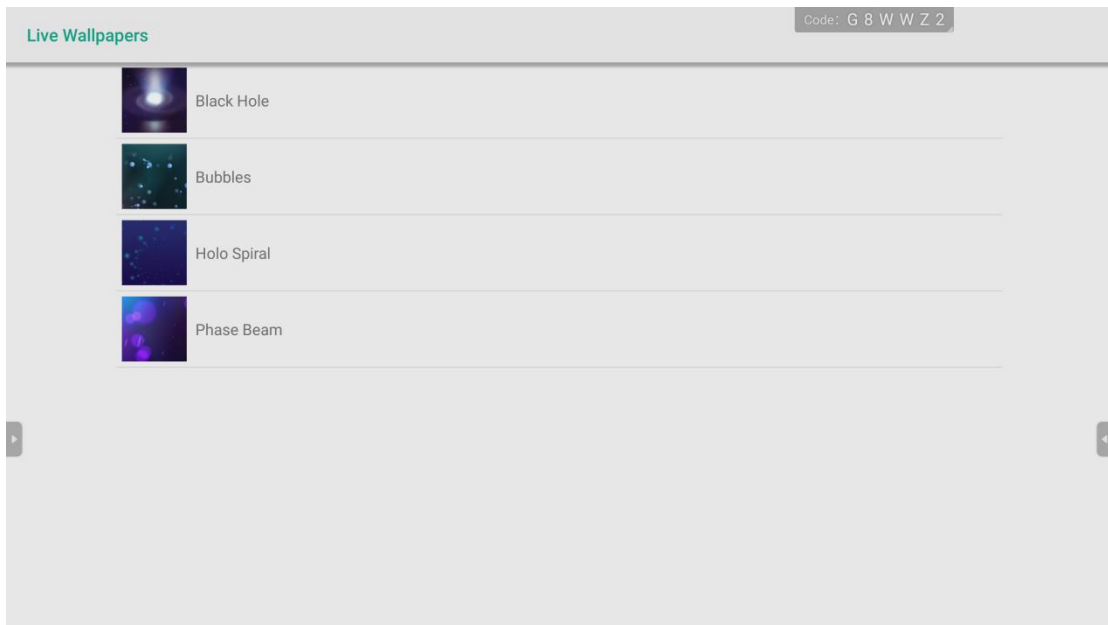 Live Wallpapers
Code: G 8 W W Z 2
Black Hole
Bubbles
Holo Spiral
Phase Beam